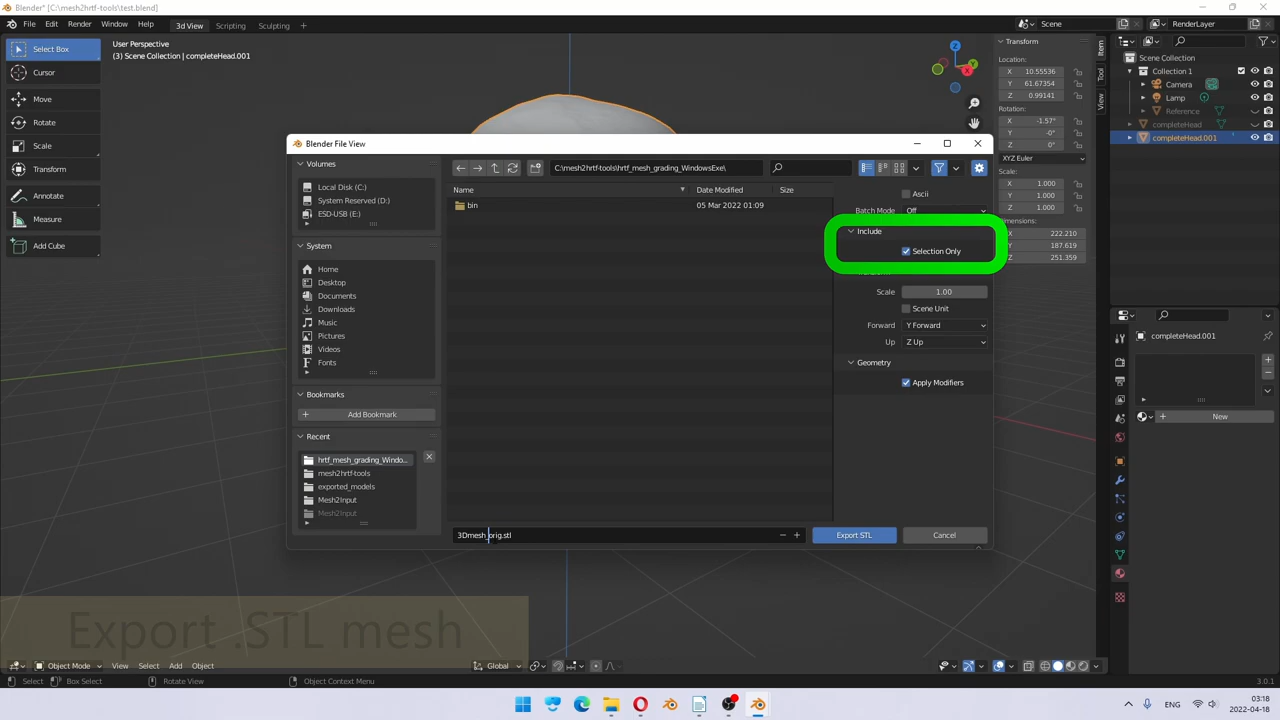 Blender* [C:\mesh2hrtf-tools\test.blend]
File Edit Render Window Help 3d View Scripting Compositing Scene RenderLayer
Select Box
Cursor
Move
Rotate
Scale
Transform
Annotate
Measure
Add Cube
User Perspective
(3) Scene Collection | completeHead.001
Blender File View
Volumes
Local Disk (C:)
System Reserved (D:)
ESD-USB (E:)
System
Home
Desktop
Documents
Downloads
Music
Pictures
Videos
Fonts
Bookmarks
Add Bookmark
Recent
hrtf_mesh_grading_Windo...
mesh2hrtf-tools
exported_models
Mesh2Input
Mesh2Input
C:\mesh2hrtf-tools\hrtf_mesh_grading_WindowsExe\
Name Date Modified Size
bin 05 Mar 2022 01:09
3Dmesh_orig.stl
Export STL Cancel
Ascii
Batch Mode Off
Include
Selection Only
Transform
Scale 1.00
Scene Unit
Forward Y Forward
Up Z Up
Geometry
Apply Modifiers
Transform
Location:
X 10.55536
Y 61.67354
Z 0.99141
Rotation:
X -1.57°
Y -0°
Z 0°
XYZ Euler
Scale:
X 1.000
Y 1.000
Z 1.000
Dimensions:
X 222.210
Y 187.619
Z 251.359
Item
Tool
View
Scene Collection
Collection 1
Camera
Lamp
Reference
completeHead
completeHead.001
completeHead.001
New
Export .STL mesh
Object Mode View Select Add Object Global
Select Box Select Rotate View Object Context Menu 3.0.1
03:18
2022-04-18